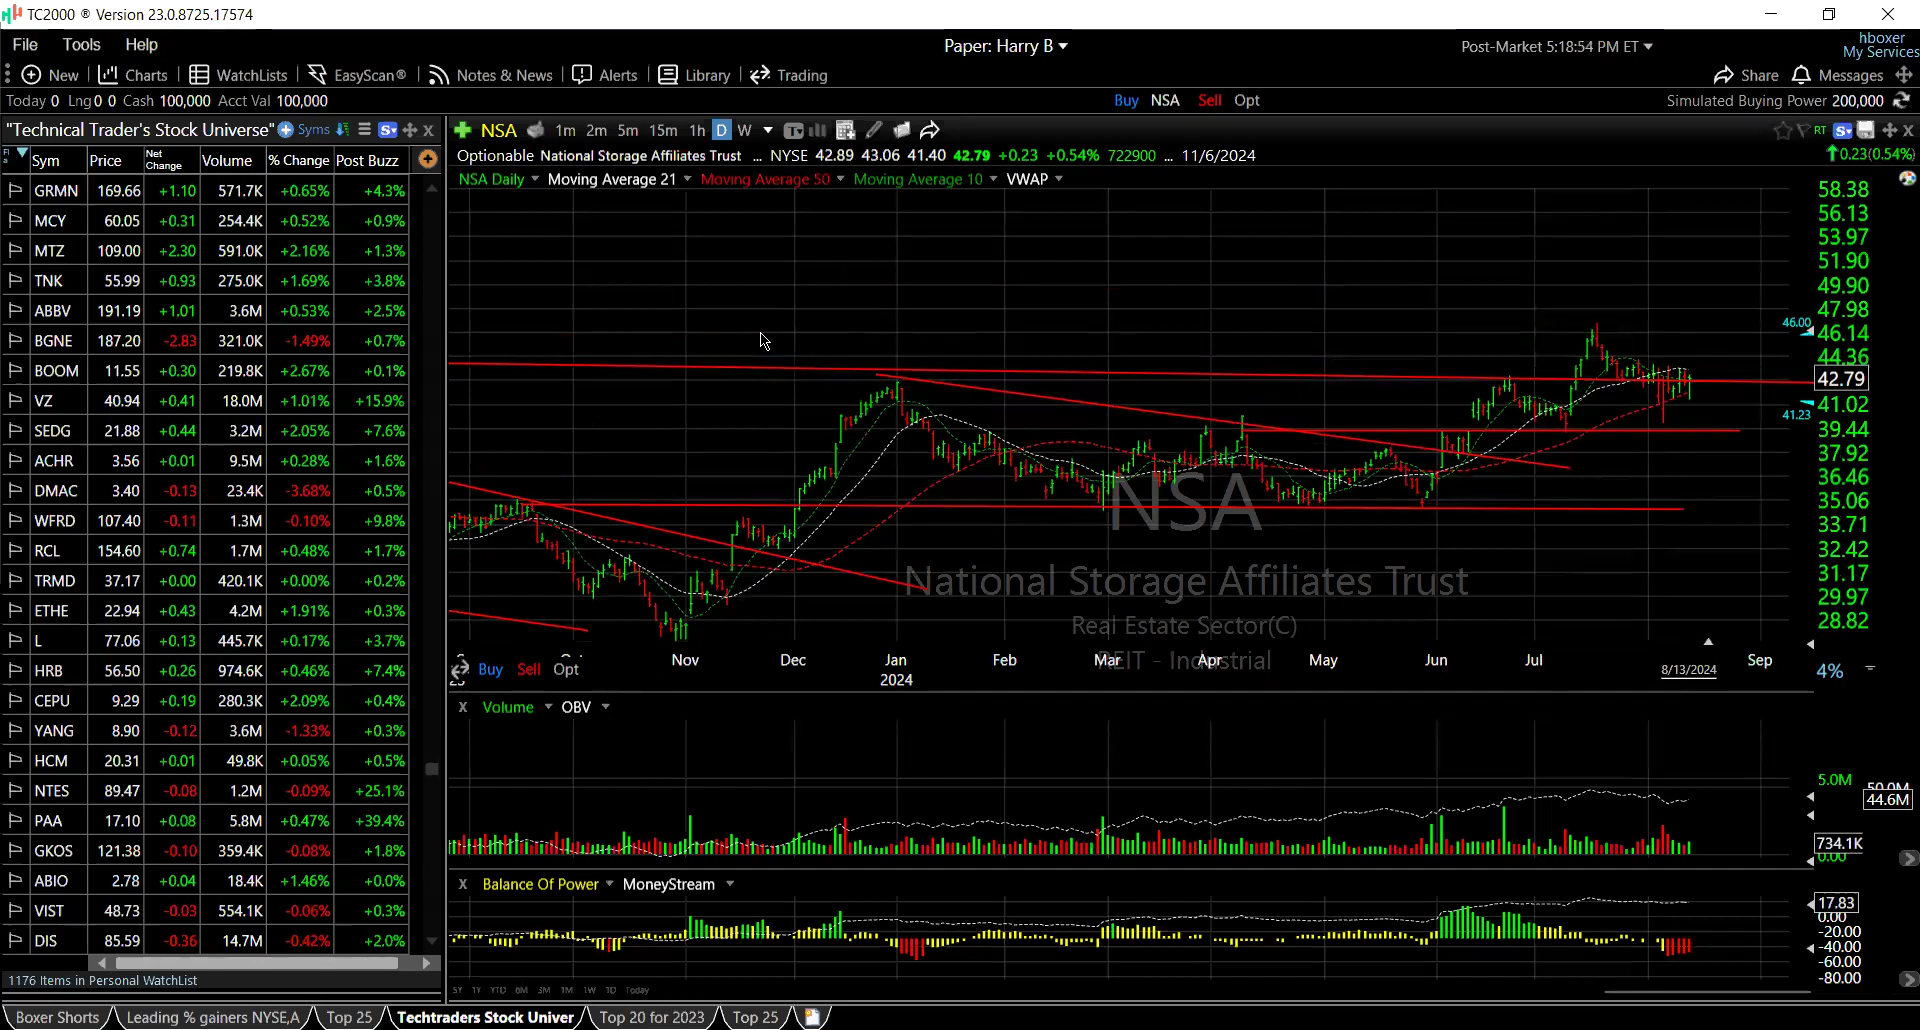 TC2000 ® Version 23.0.8725.17574
File Tools Help
Paper: Harry B
Post-Market 5:18:54 PM ET
hboxer
My Services
New Charts WatchLists EasyScan® Notes & News Alerts Library Trading
Share Messages
Today 0 Lng 0 0 Cash 100,000 Acct Val 100,000
Buy NSA Sell Opt
Simulated Buying Power 200,000
"Technical Trader's Stock Universe" Syms
NSA 1m 2m 5m 15m 1h D W
RT
Optionable National Storage Affiliates Trust ... NYSE 42.89 43.06 41.40 42.79 +0.23 +0.54% 722900 ... 11/6/2024
0.23(0.54%)
NSA Daily Moving Average 21 Moving Average 50 Moving Average 10 VWAP
Sym Price Net Change Volume % Change Post Buzz
GRMN 169.66 +1.10 571.7K +0.65% +4.3%
MCY 60.05 +0.31 254.4K +0.52% +0.9%
MTZ 109.00 +2.30 591.0K +2.16% +1.3%
TNK 55.99 +0.93 275.0K +1.69% +3.8%
ABBV 191.19 +1.01 3.6M +0.53% +2.5%
BGNE 187.20 -2.83 321.0K -1.49% +0.7%
BOOM 11.55 +0.30 219.8K +2.67% +0.1%
VZ 40.94 +0.41 18.0M +1.01% +15.9%
SEDG 21.88 +0.44 3.2M +2.05% +7.6%
ACHR 3.56 +0.01 9.5M +0.28% +1.6%
DMAC 3.40 -0.13 23.4K -3.68% +0.5%
WFRD 107.40 -0.11 1.3M -0.10% +9.8%
RCL 154.60 +0.74 1.7M +0.48% +1.7%
TRMD 37.17 +0.00 420.1K +0.00% +0.2%
ETHE 22.94 +0.43 4.2M +1.91% +0.3%
L 77.06 +0.13 445.7K +0.17% +3.7%
HRB 56.50 +0.26 974.6K +0.46% +7.4%
CEPU 9.29 +0.19 280.3K +2.09% +0.4%
YANG 8.90 -0.12 3.6M -1.33% +0.3%
HCM 20.31 +0.01 49.8K +0.05% +0.5%
NTES 89.47 -0.08 1.2M -0.09% +25.1%
PAA 17.10 +0.08 5.8M +0.47% +39.4%
GKOS 121.38 -0.10 359.4K -0.08% +1.8%
ABIO 2.78 +0.04 18.4K +1.46% +0.0%
VIST 48.73 -0.03 554.1K -0.06% +0.3%
DIS 85.59 -0.36 14.7M -0.42% +2.0%
1176 Items in Personal WatchList
58.38
56.13
53.97
51.90
49.90
47.98
46.00
46.14
44.36
42.79
41.02
41.23
39.44
37.92
36.46
35.06
33.71
32.42
31.17
29.97
28.82
NSA
National Storage Affiliates Trust
Real Estate Sector(C)
REIT - Industrial
Nov Dec Jan Feb Mar Apr May Jun Jul 8/13/2024 Sep
2024
Buy Sell Opt
4%
X Volume OBV
5.0M
50.0M
44.6M
734.1K
0.00
X Balance Of Power MoneyStream
17.83
0.00
-20.00
-40.00
-60.00
-80.00
5Y 1Y YTD 6M 3M 1M 1W 1D Today
Boxer Shorts Leading % gainers NYSE,A Top 25 Techtraders Stock Univer Top 20 for 2023 Top 25